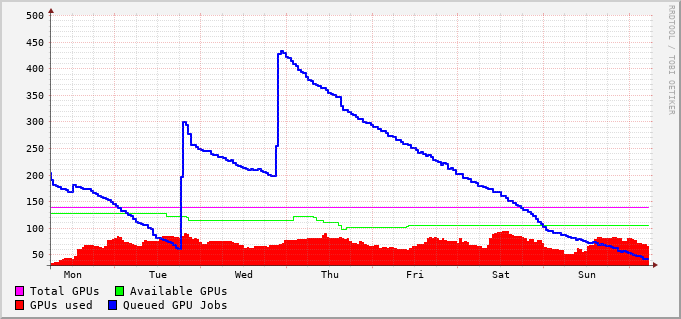 500
450
400
350
300
250
200
150
100
50
Mon Tue Wed Thu Fri Sat Sun
RRDTOOL / TOBI OETIKER
Total GPUs Available GPUs
GPUs used Queued GPU Jobs